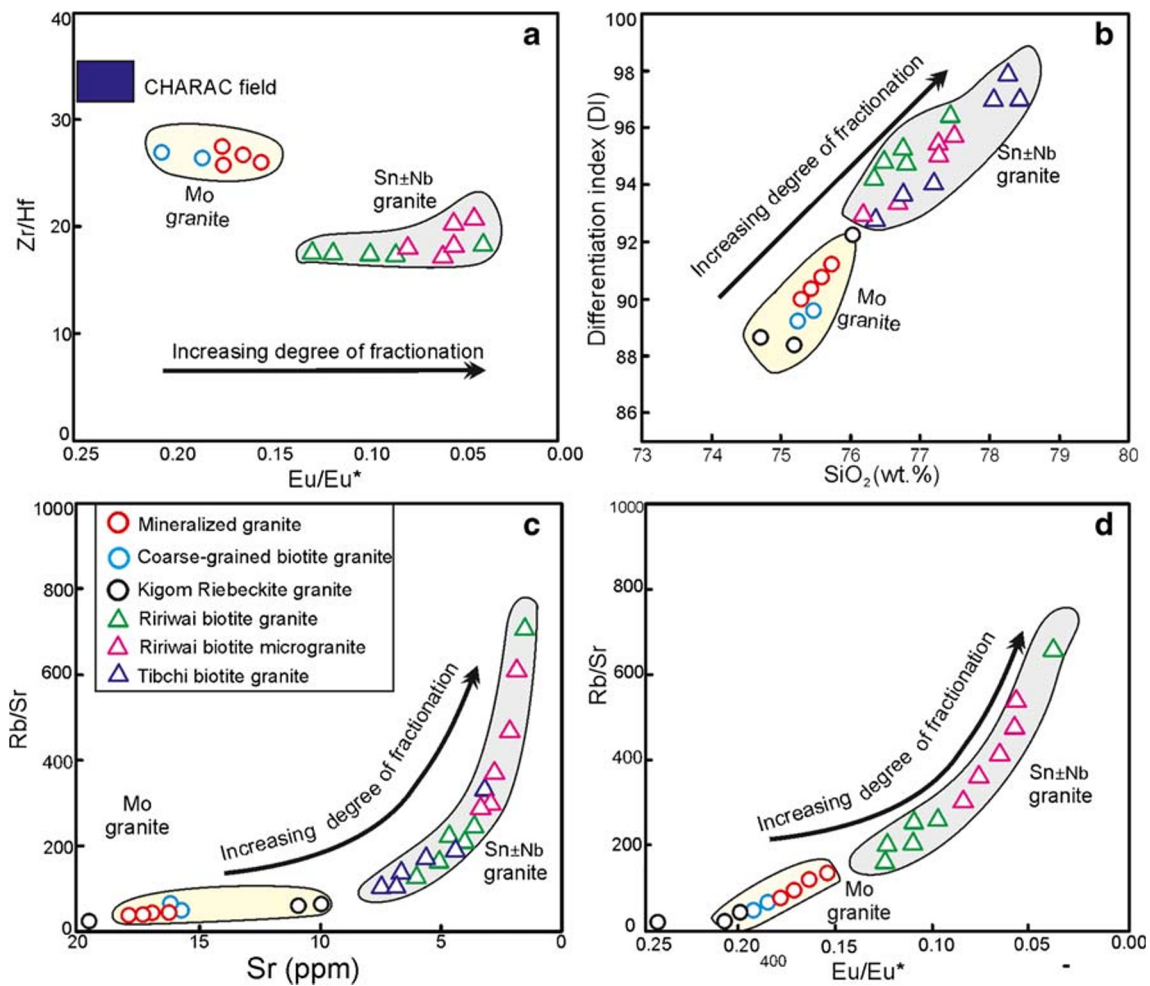 a
40
30
20
10
0
Zr/Hf
CHARAC field
Mo
granite
Sn±Nb
granite
Increasing degree of fractionation
0.25
0.20
0.15
0.10
0.05
0.00
Eu/Eu*
b
100
98
96
94
92
90
88
86
Differentiation index (DI)
Increasing degree of fractionation
Sn±Nb
granite
Mo
granite
73
74
75
76
77
78
79
80
SiO₂(wt.%)
c
1000
800
600
400
200
0
Rb/Sr
Mineralized granite
Coarse-grained biotite granite
Kigom Riebeckite granite
Ririwai biotite granite
Ririwai biotite microgranite
Tibchi biotite granite
Mo
granite
Increasing degree of fractionation
Sn±Nb
granite
20
15
10
5
0
Sr (ppm)
d
1000
800
600
400
200
0
Rb/Sr
Increasing degree of fractionation
Sn±Nb
granite
Mo
granite
0.25
0.20
0.15
0.10
0.05
0.00
400
Eu/Eu*
-